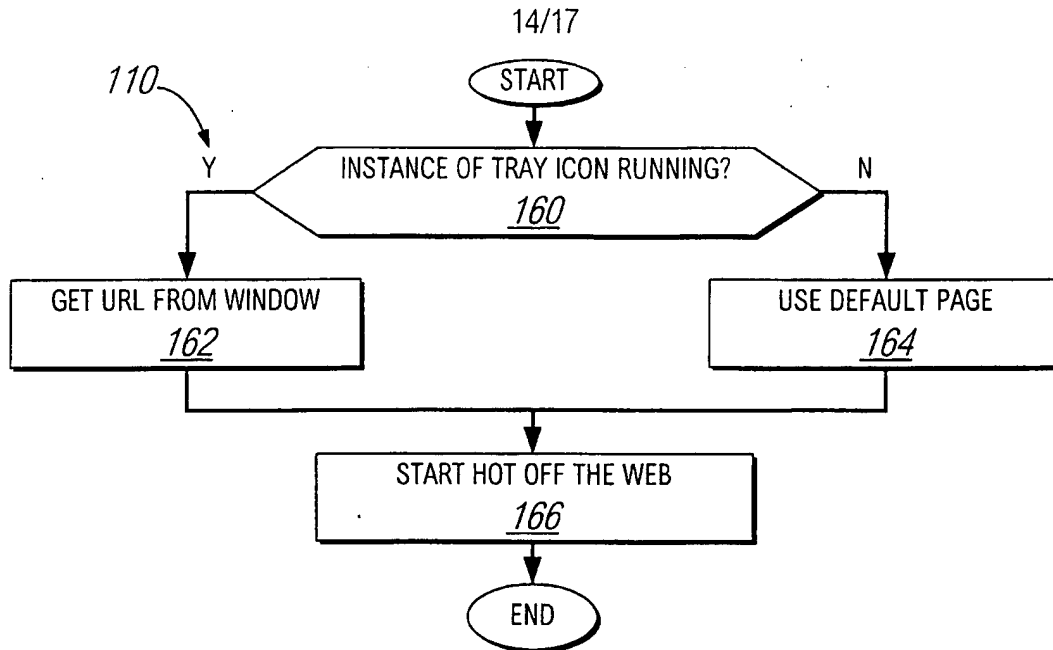 14/17
START
110
INSTANCE OF TRAY ICON RUNNING?
Y
N
160
GET URL FROM WINDOW
162
USE DEFAULT PAGE
164
START HOT OFF THE WEB
166
END